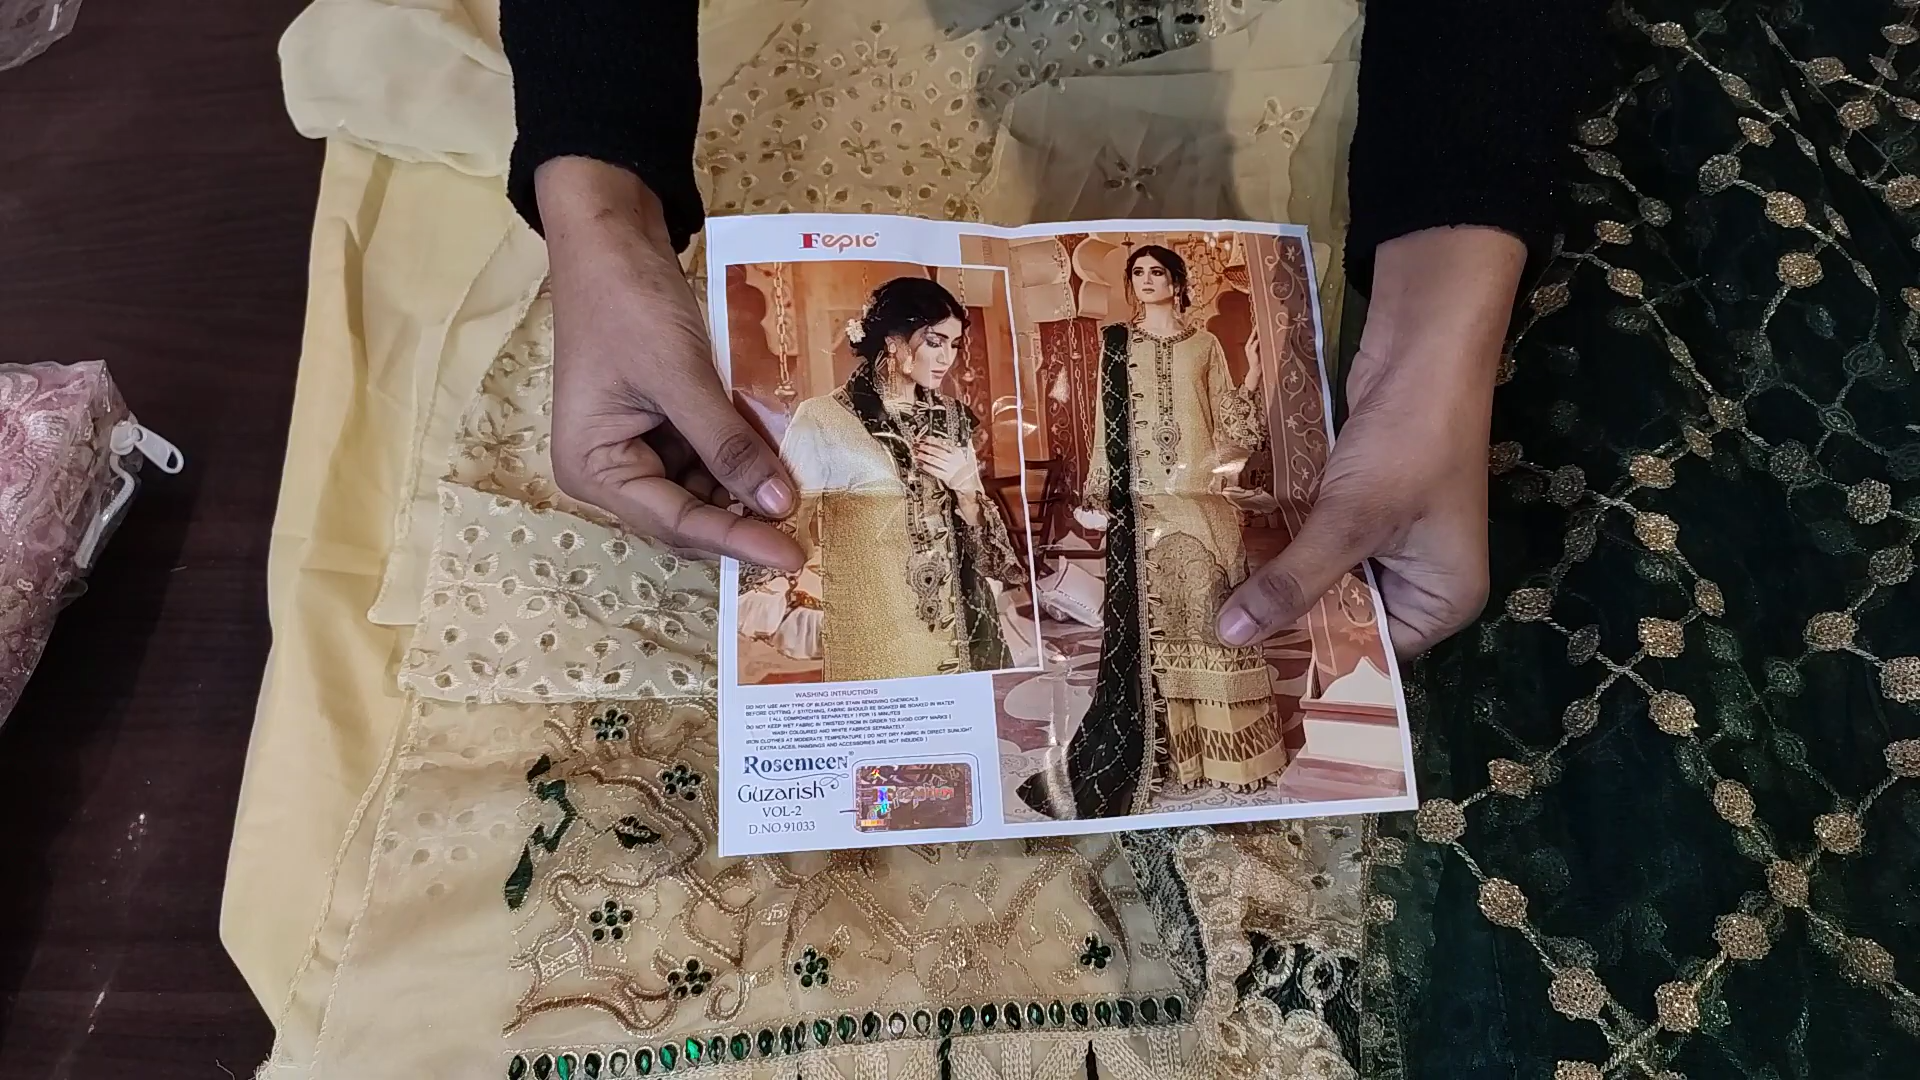 Fepic
WASHING INTRUCTIONS
DO NOT USE ANY TYPE OF BLEACH OR STAIN REMOVING CHEMICALS
BEFORE CUTTING / STITCHING, FABRIC SHOULD BE SOAKED BE SOAKED IN WATER
( ALL COMPONENTS SEPARATELY ) FOR 15 MINUTES
DO NOT KEEP WET FABRIC IN TWISTED FROM IN ORDER TO AVOID COPY MARKS )
WASH COLOURED AND WHITE FABRICS SEPARATELY
IRON CLOTHES AT MODERATE TEMPERATURE ( DO NOT DRY FABRIC IN DIRECT SUNLIGHT
( EXTRA LACES, HANGINGS AND ACCESSORIES ARE NOT INCLUDED )
Rosemeen®
Guzarish
VOL-2
D.NO.91033
Fepic